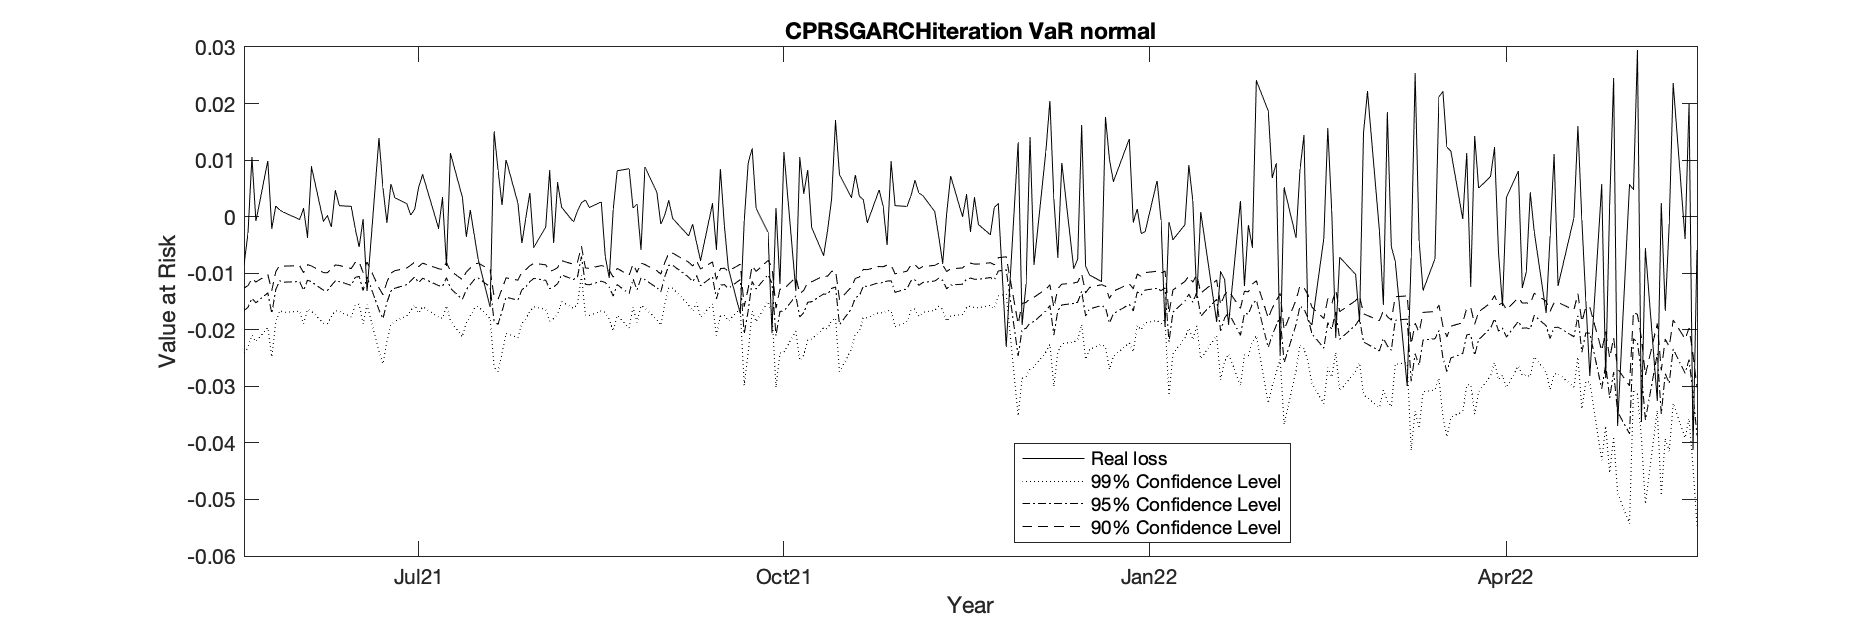 CPRSGARCHiteration VaR normal
0.03
0.02
0.01
0
-0.01
-0.02
-0.03
-0.04
-0.05
-0.06
Value at Risk
Real loss
99% Confidence Level
95% Confidence Level
90% Confidence Level
Jul21
Oct21
Jan22
Apr22
Year